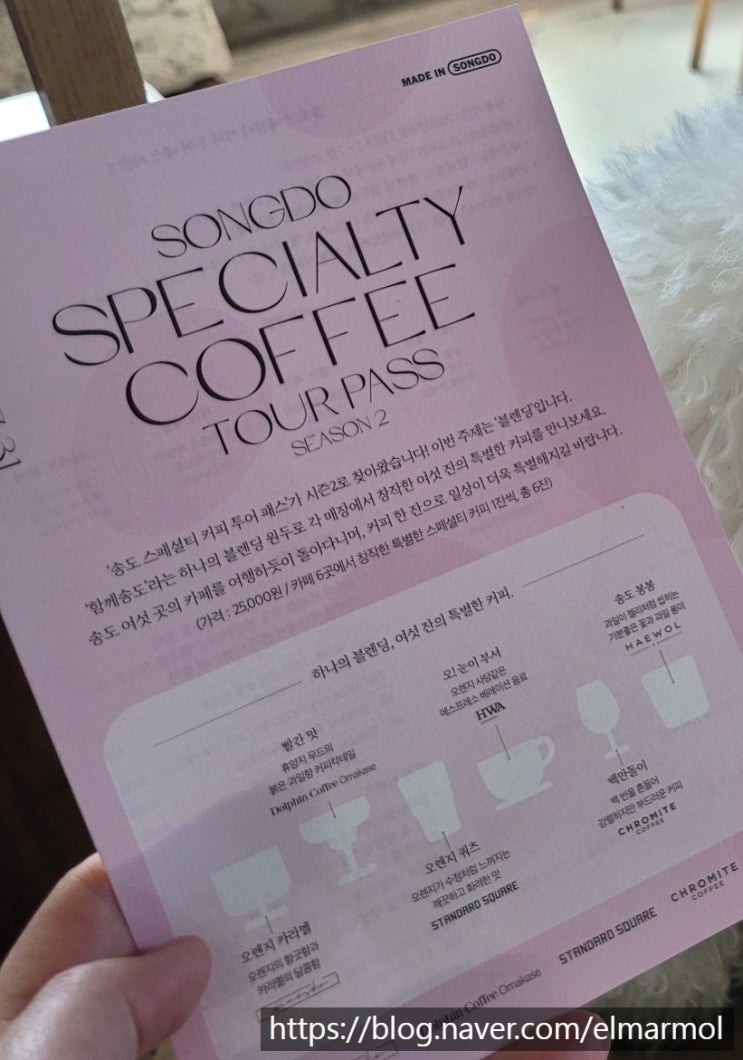 MADE IN SONGDO
SONGDO
SPECIALTY
COFFEE
TOUR PASS
SEASON 2
'송도 스페셜티 커피 투어 패스'가 시즌2로 찾아왔습니다! 이번 주제는 '블렌딩'입니다.
'함께송도'라는 하나의 블렌딩 원두로 각 매장에서 창작한 여섯 잔의 특별한 커피를 만나보세요.
송도 여섯 곳의 카페를 여행하듯이 돌아다니며, 커피 한 잔으로 일상이 더욱 특별해지길 바랍니다.
(가격 : 25,000원 / 카페 6곳에서 창작한 특별한 스페셜티 커피 1잔씩, 총 6잔)
하나의 블렌딩, 여섯 잔의 특별한 커피.
빨간 맛
휴양지 무드의
붉은 과일향 커피칵테일
Dolphin Coffee Omakase
오! 눈이 부셔
오렌지 사탕같은
에스프레소 베레이션 음료
HWA
송도 봉봉
과일이 젤리처럼 씹히는
기분좋은 꽃과 과일 풍미
HAEWOL
오렌지 카라멜
오렌지의 향긋함과
카라멜의 달콤함
오렌지 쿼츠
오렌지가 수정처럼 느껴지는
깨끗하고 화려한 맛
STANDARD SQUARE
백만돌이
백 번을 흔들어
강렬하지만 부드러운 커피
CHROMITE
COFFEE
Dolphin Coffee Omakase
STANDARD SQUARE
CHROMITE
COFFEE
https://blog.naver.com/elmarmol